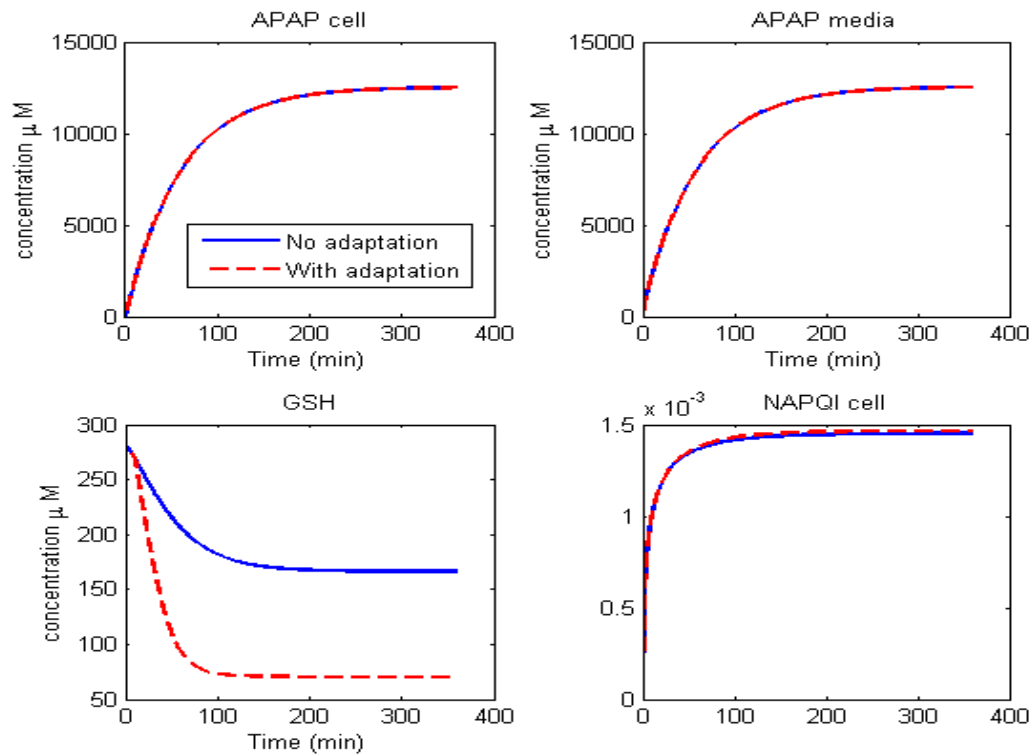 APAP cell
15000
10000
5000
0
concentration μ M
0 100 200 300 400
Time (min)
No adaptation
With adaptation
APAP media
15000
10000
5000
0
concentration μ M
0 100 200 300 400
Time (min)
GSH
300
250
200
150
100
50
concentration μ M
0 100 200 300 400
Time (min)
NAPQI cell
x 10⁻³
1.5
1
0.5
0
0 100 200 300 400